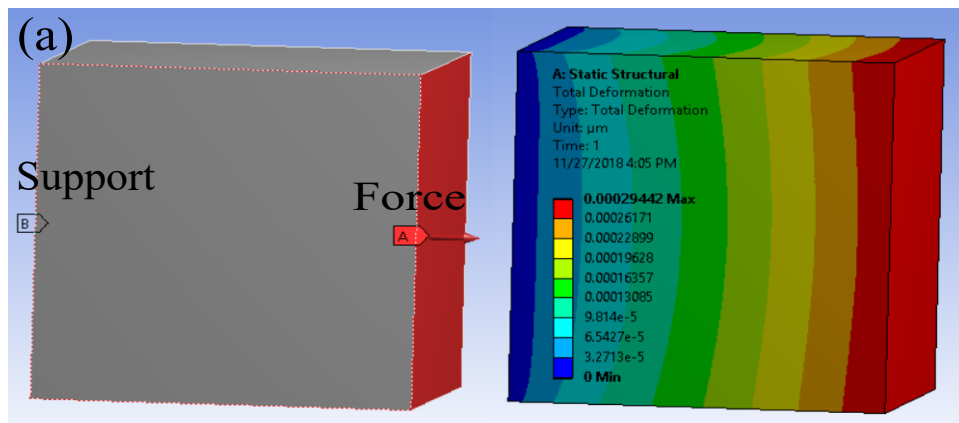 (a)
Support
B
Force
A
A: Static Structural
Total Deformation
Type: Total Deformation
Unit: µm
Time: 1
11/27/2018 4:05 PM
0.00029442 Max
0.00026171
0.00022899
0.00019628
0.00016357
0.00013085
9.814e-5
6.5427e-5
3.2713e-5
0 Min